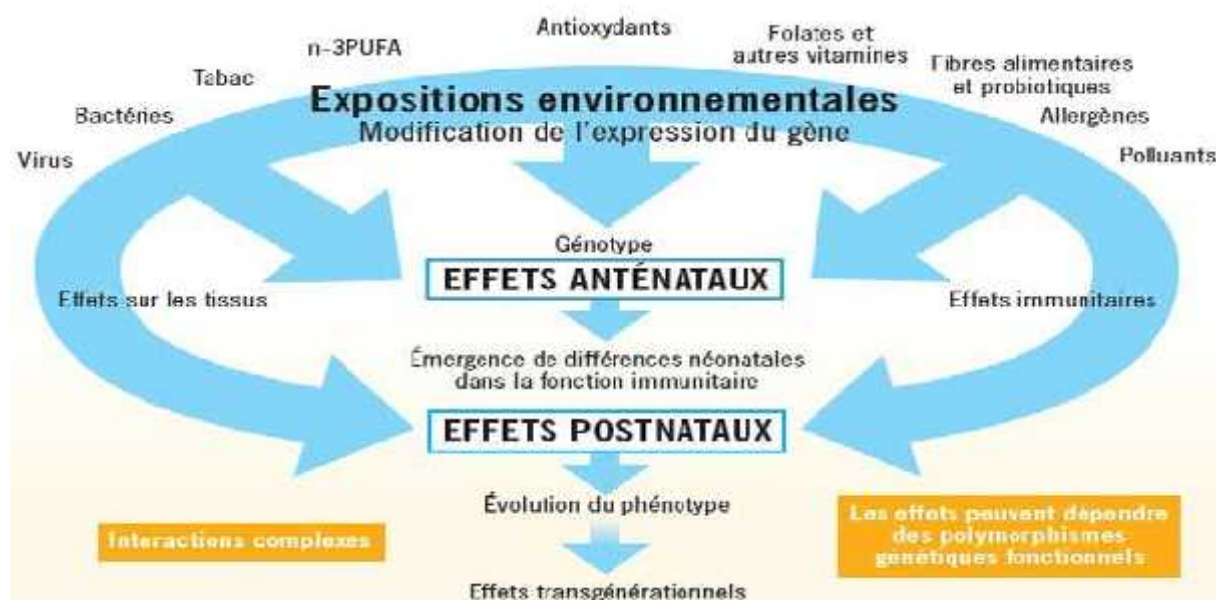 Antioxydants
Folates et
autres vitamines
n-3PUFA
Fibres alimentaires
et probiotiques
Tabac
Expositions environnementales
Bactéries
Allergènes
Modification de l'expression du gène
Virus
Polluants
Génotype
EFFETS ANTÉNATAUX
Effets sur les tissus
Effets immunitaires
Émergence de différences néonatales
dans la fonction immunitaire
EFFETS POSTNATAUX
Évolution du phénotype
Interactions complexes
Les effets peuvent dépendre
des polymorphismes
génétiques fonctionnels
Effets transgénérationnels